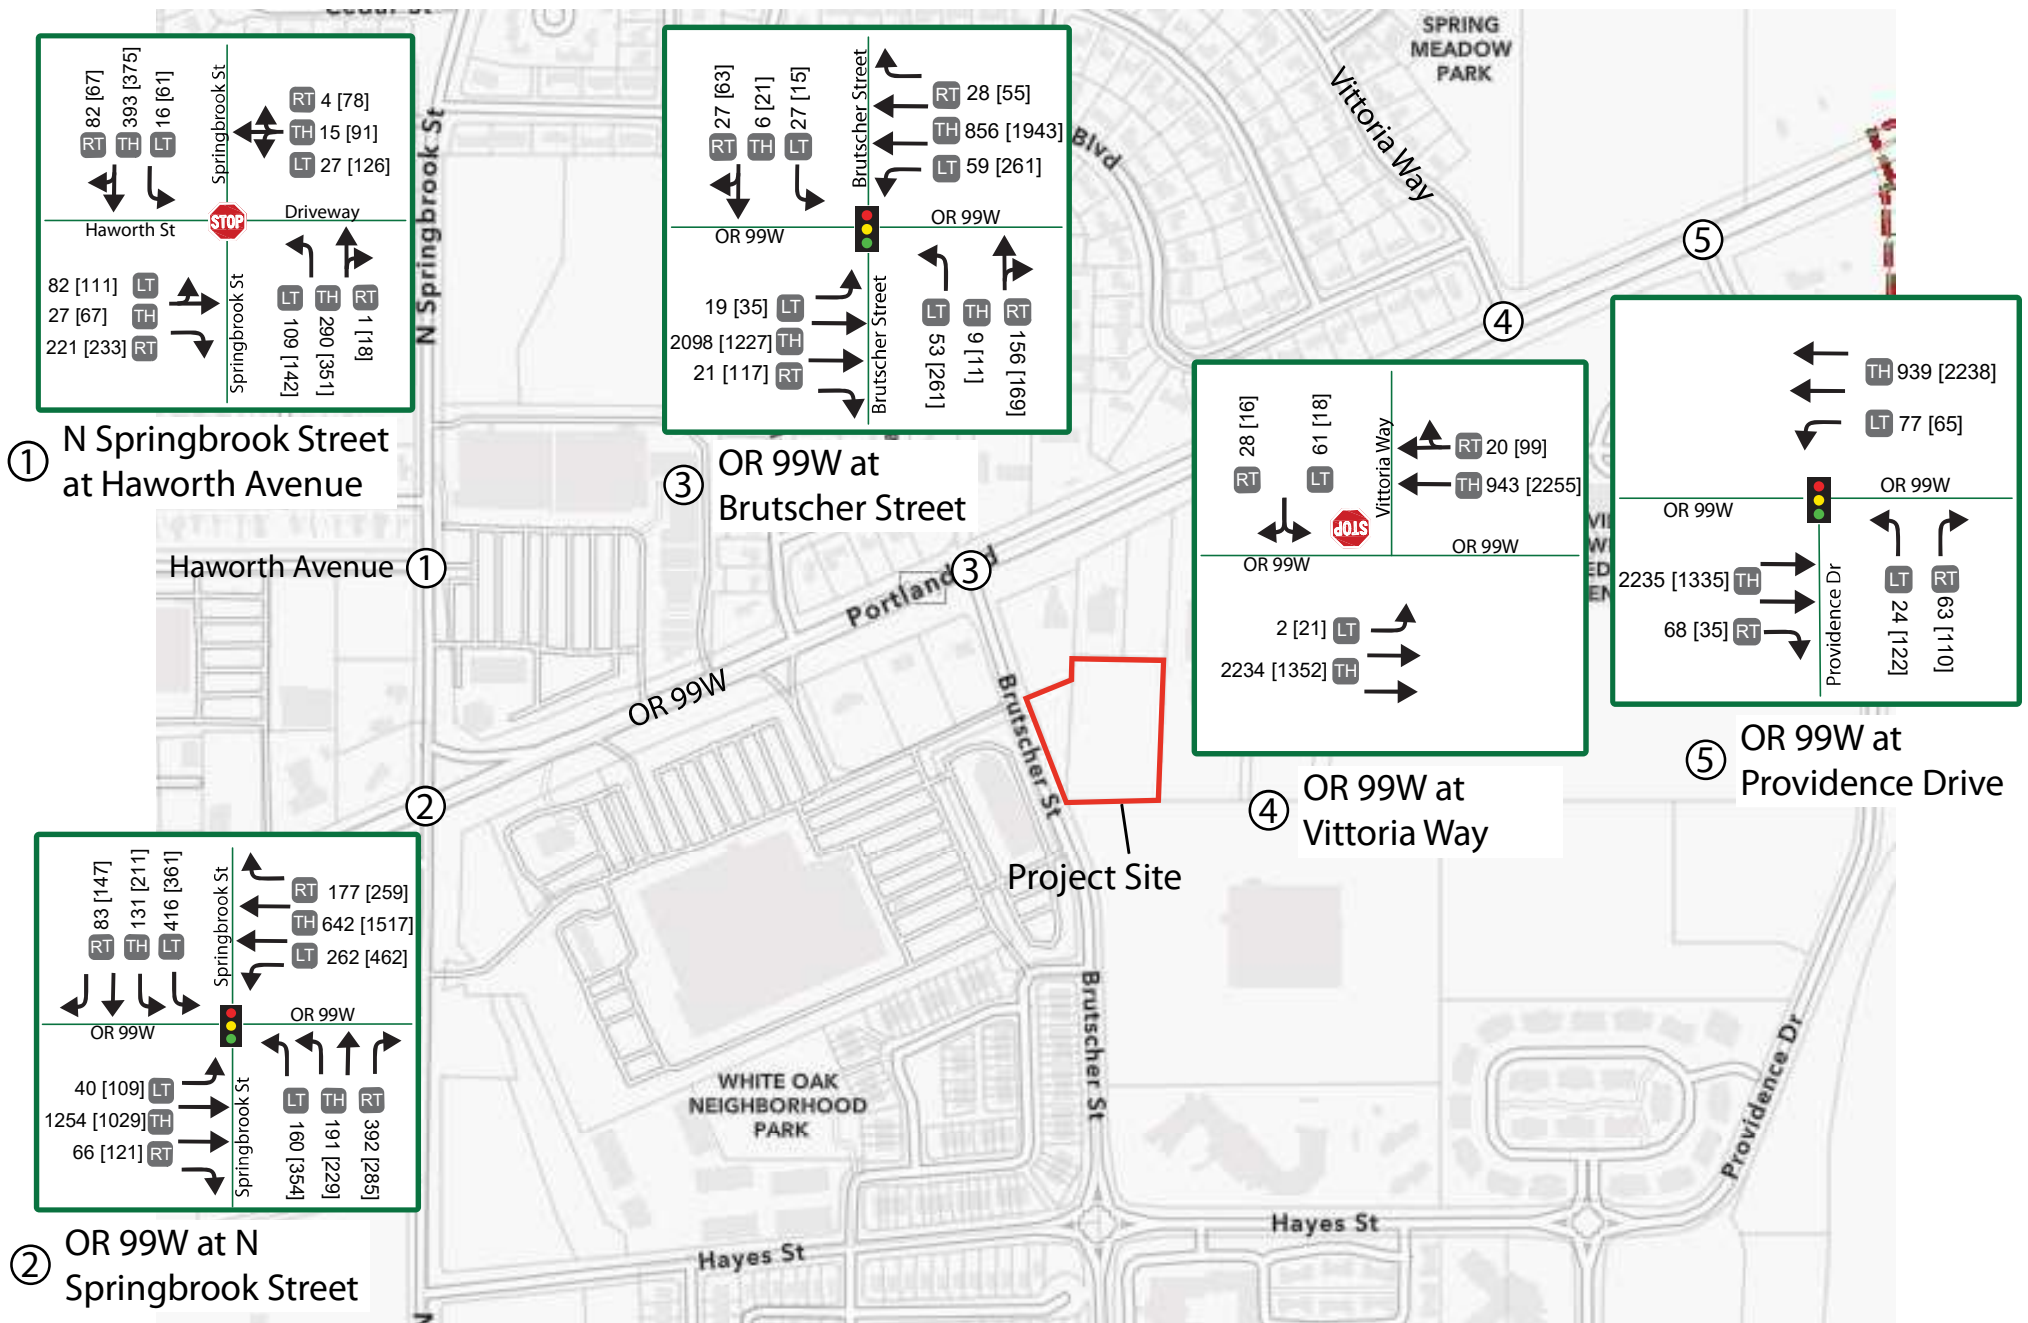 Cedar St
SPRING
MEADOW
PARK
Vittoria Way
Blvd
N Springbrook St
82 [67]
393 [375]
16 [61]
RT
TH
LT
Springbrook St
RT 4 [78]
TH 15 [91]
LT 27 [126]
Haworth St
STOP
Driveway
82 [111] LT
27 [67] TH
221 [233] RT
Springbrook St
LT
TH
RT
109 [142]
290 [351]
1 [18]
1 N Springbrook Street
at Haworth Avenue
27 [63]
6 [21]
27 [15]
RT
TH
LT
Brutscher Street
RT 28 [55]
TH 856 [1943]
LT 59 [261]
OR 99W
OR 99W
19 [35] LT
2098 [1227] TH
21 [117] RT
Brutscher Street
LT
TH
RT
53 [261]
9 [11]
156 [169]
3 OR 99W at
Brutscher Street
5
4
28 [16]
61 [18]
RT
LT
Vittoria Way
RT 20 [99]
TH 943 [2255]
STOP
OR 99W
OR 99W
2 [21] LT
2234 [1352] TH
4 OR 99W at
Vittoria Way
TH 939 [2238]
LT 77 [65]
OR 99W
OR 99W
2235 [1335] TH
68 [35] RT
Providence Dr
LT
RT
24 [122]
63 [110]
5 OR 99W at
Providence Drive
Haworth Avenue 1
3
Portland
OR 99W
Brutscher St
Project Site
2
83 [147]
131 [211]
416 [361]
RT
TH
LT
Springbrook St
RT 177 [259]
TH 642 [1517]
LT 262 [462]
OR 99W
OR 99W
40 [109] LT
1254 [1029] TH
66 [121] RT
Springbrook St
LT
TH
RT
160 [354]
191 [229]
392 [285]
2 OR 99W at N
Springbrook Street
WHITE OAK
NEIGHBORHOOD
PARK
Brutscher St
Providence Dr
Hayes St
Hayes St
N